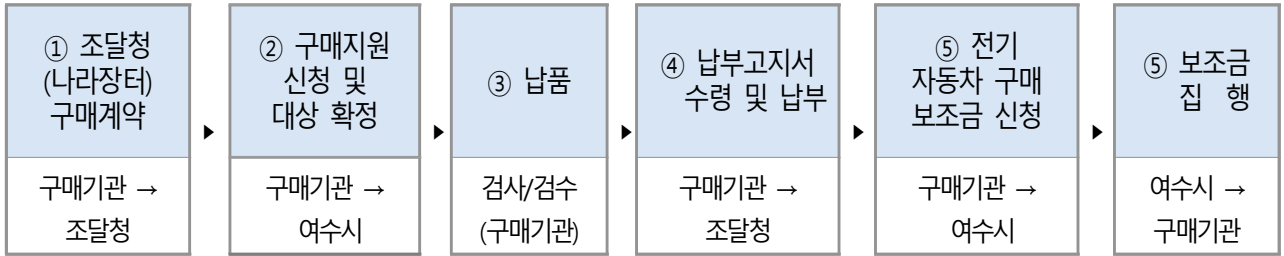 ① 조달청
(나라장터)
구매계약
구매기관 →
조달청
② 구매지원
신청 및
대상 확정
구매기관 →
여수시
③ 납품
검사/검수
(구매기관)
④ 납부고지서
수령 및 납부
구매기관 →
조달청
⑤ 전기
자동차 구매
보조금 신청
구매기관 →
여수시
⑤ 보조금
집 행
여수시 →
구매기관